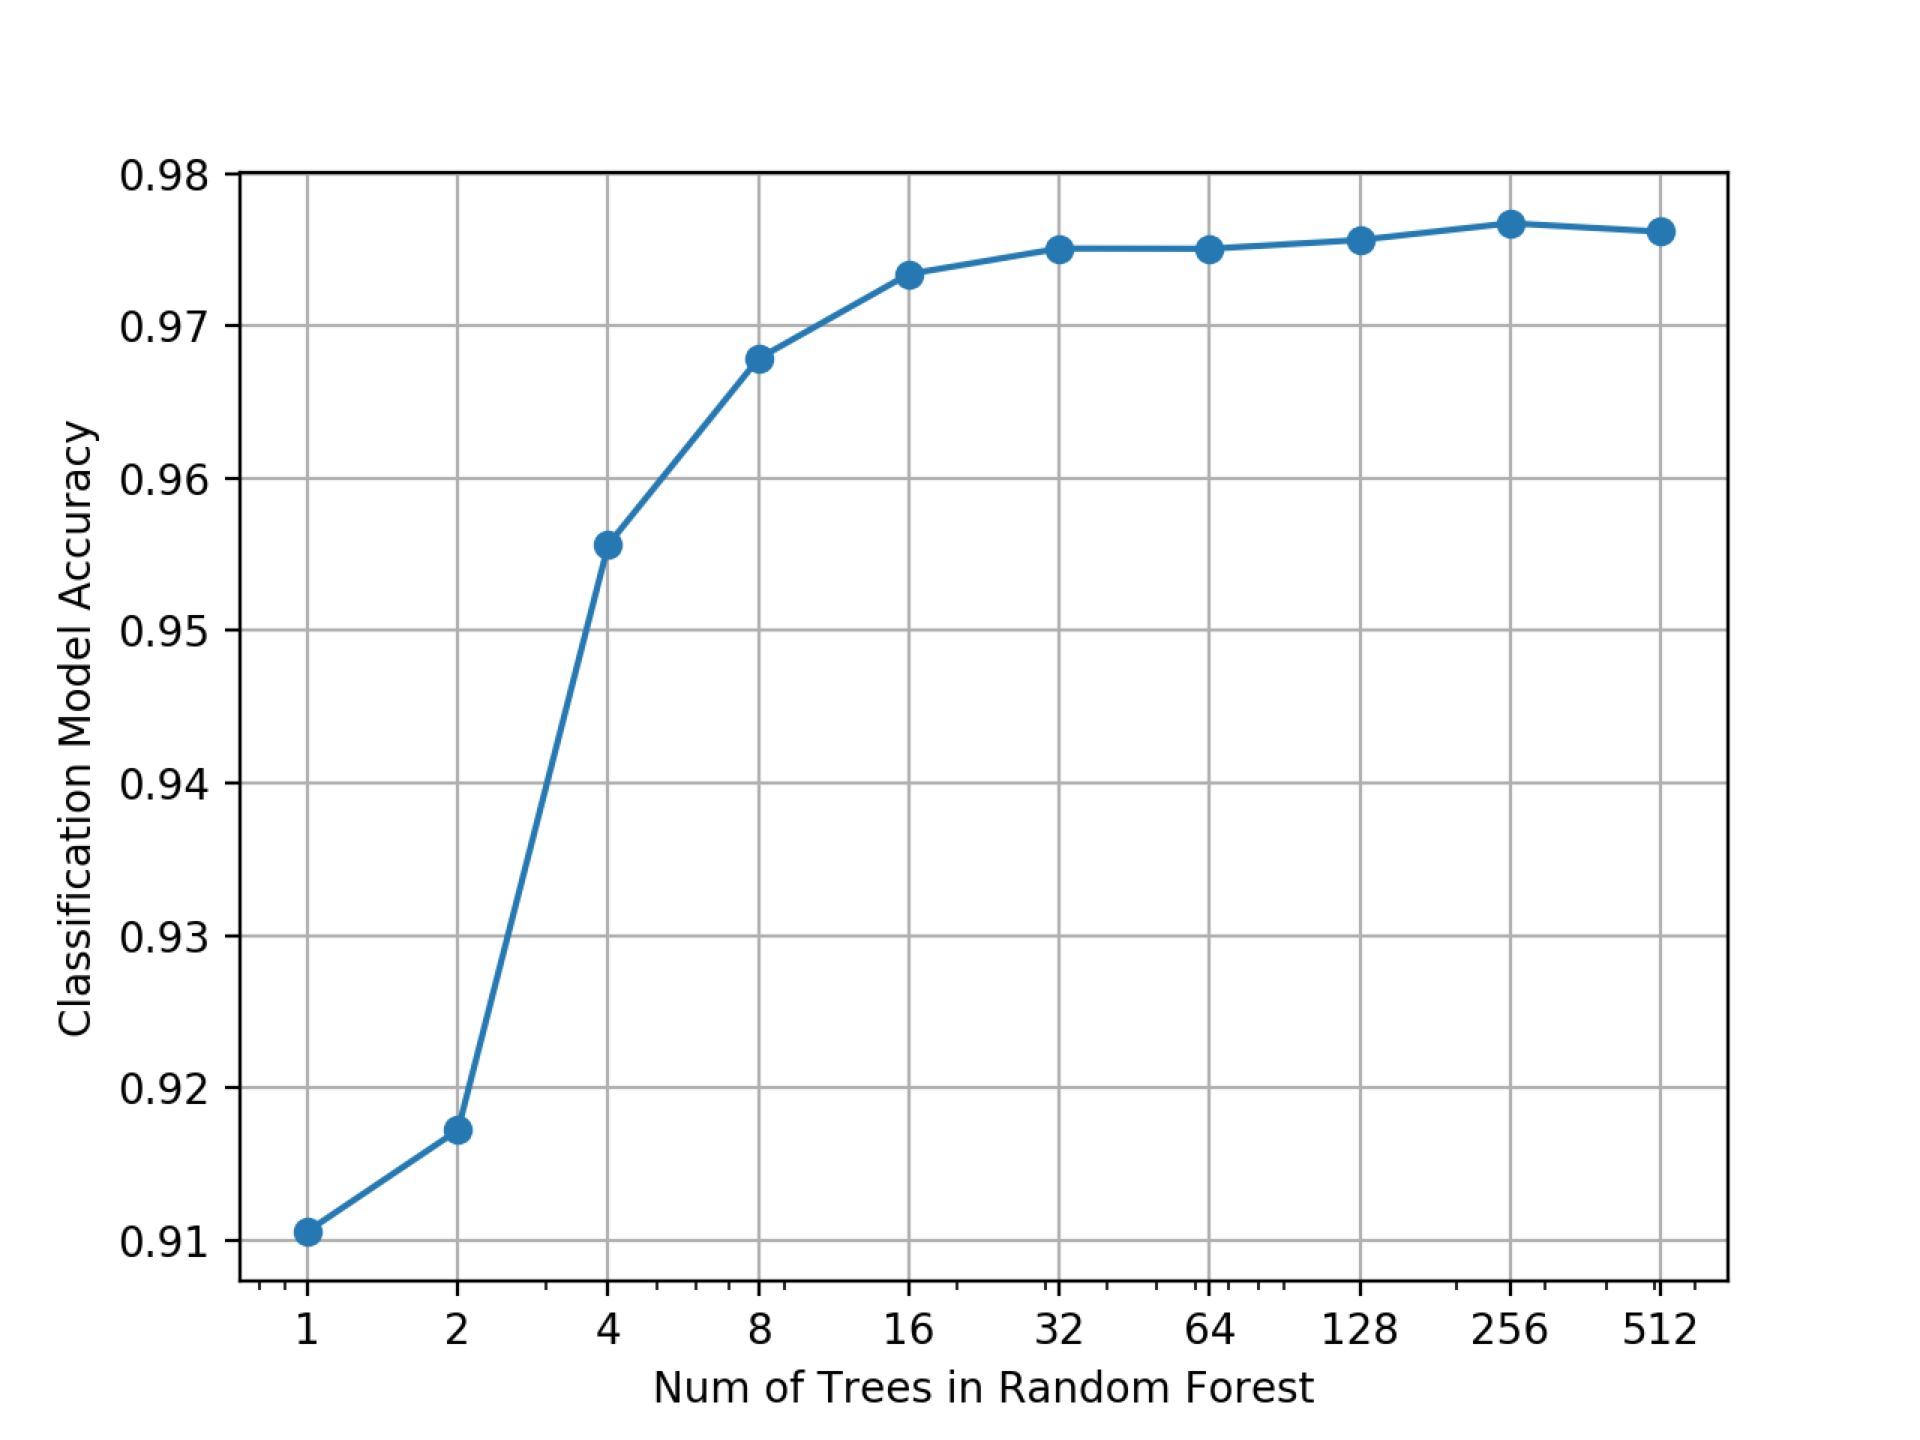 0.98
0.97
0.96
0.95
0.94
0.93
0.92
0.91
Classification Model Accuracy
1 2 4 8 16 32 64 128 256 512
Num of Trees in Random Forest